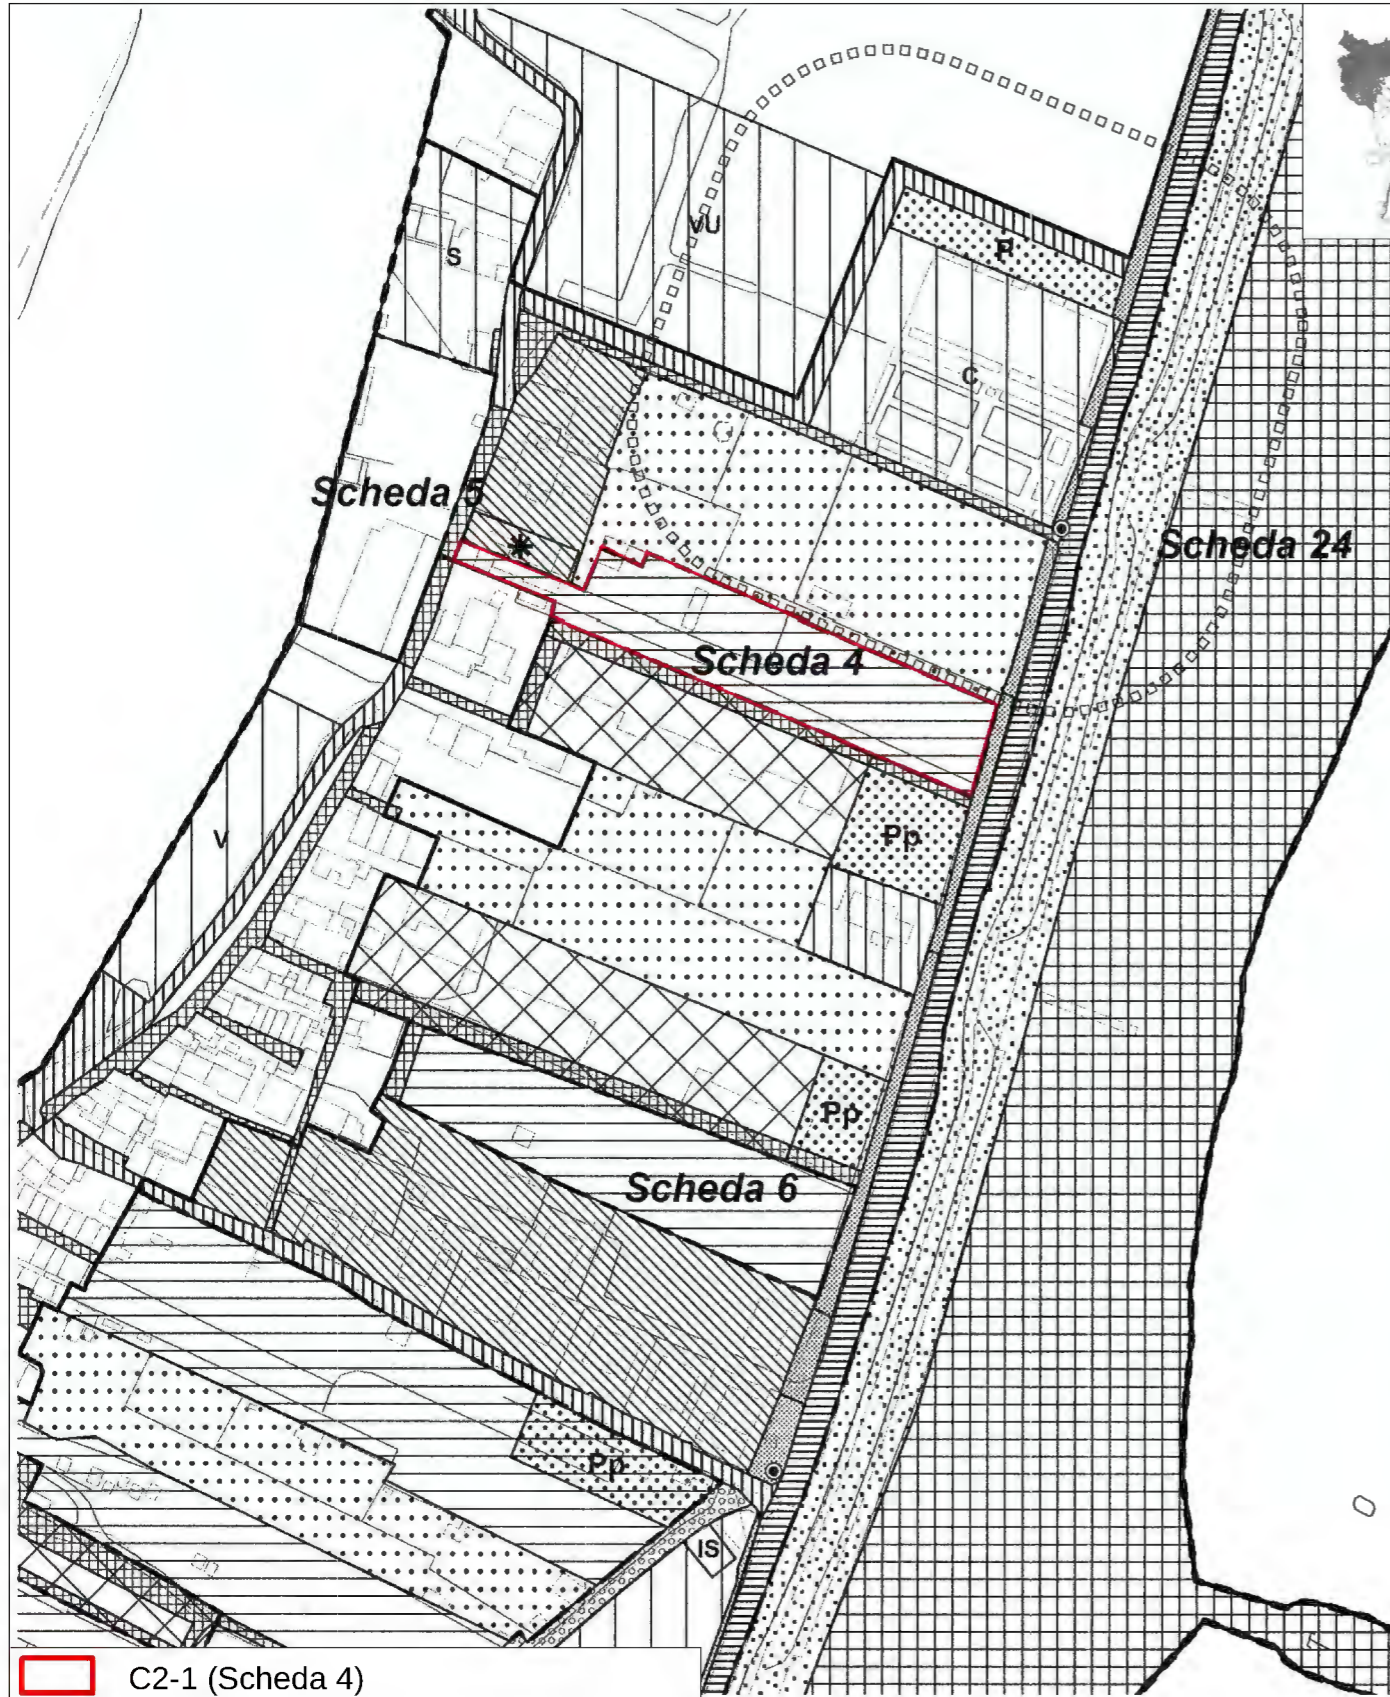 VU
P
S
C
Scheda 5
Scheda 24
Scheda 4
V
Pp
Pp
Scheda 6
Pp
IS
T
C2-1 (Scheda 4)